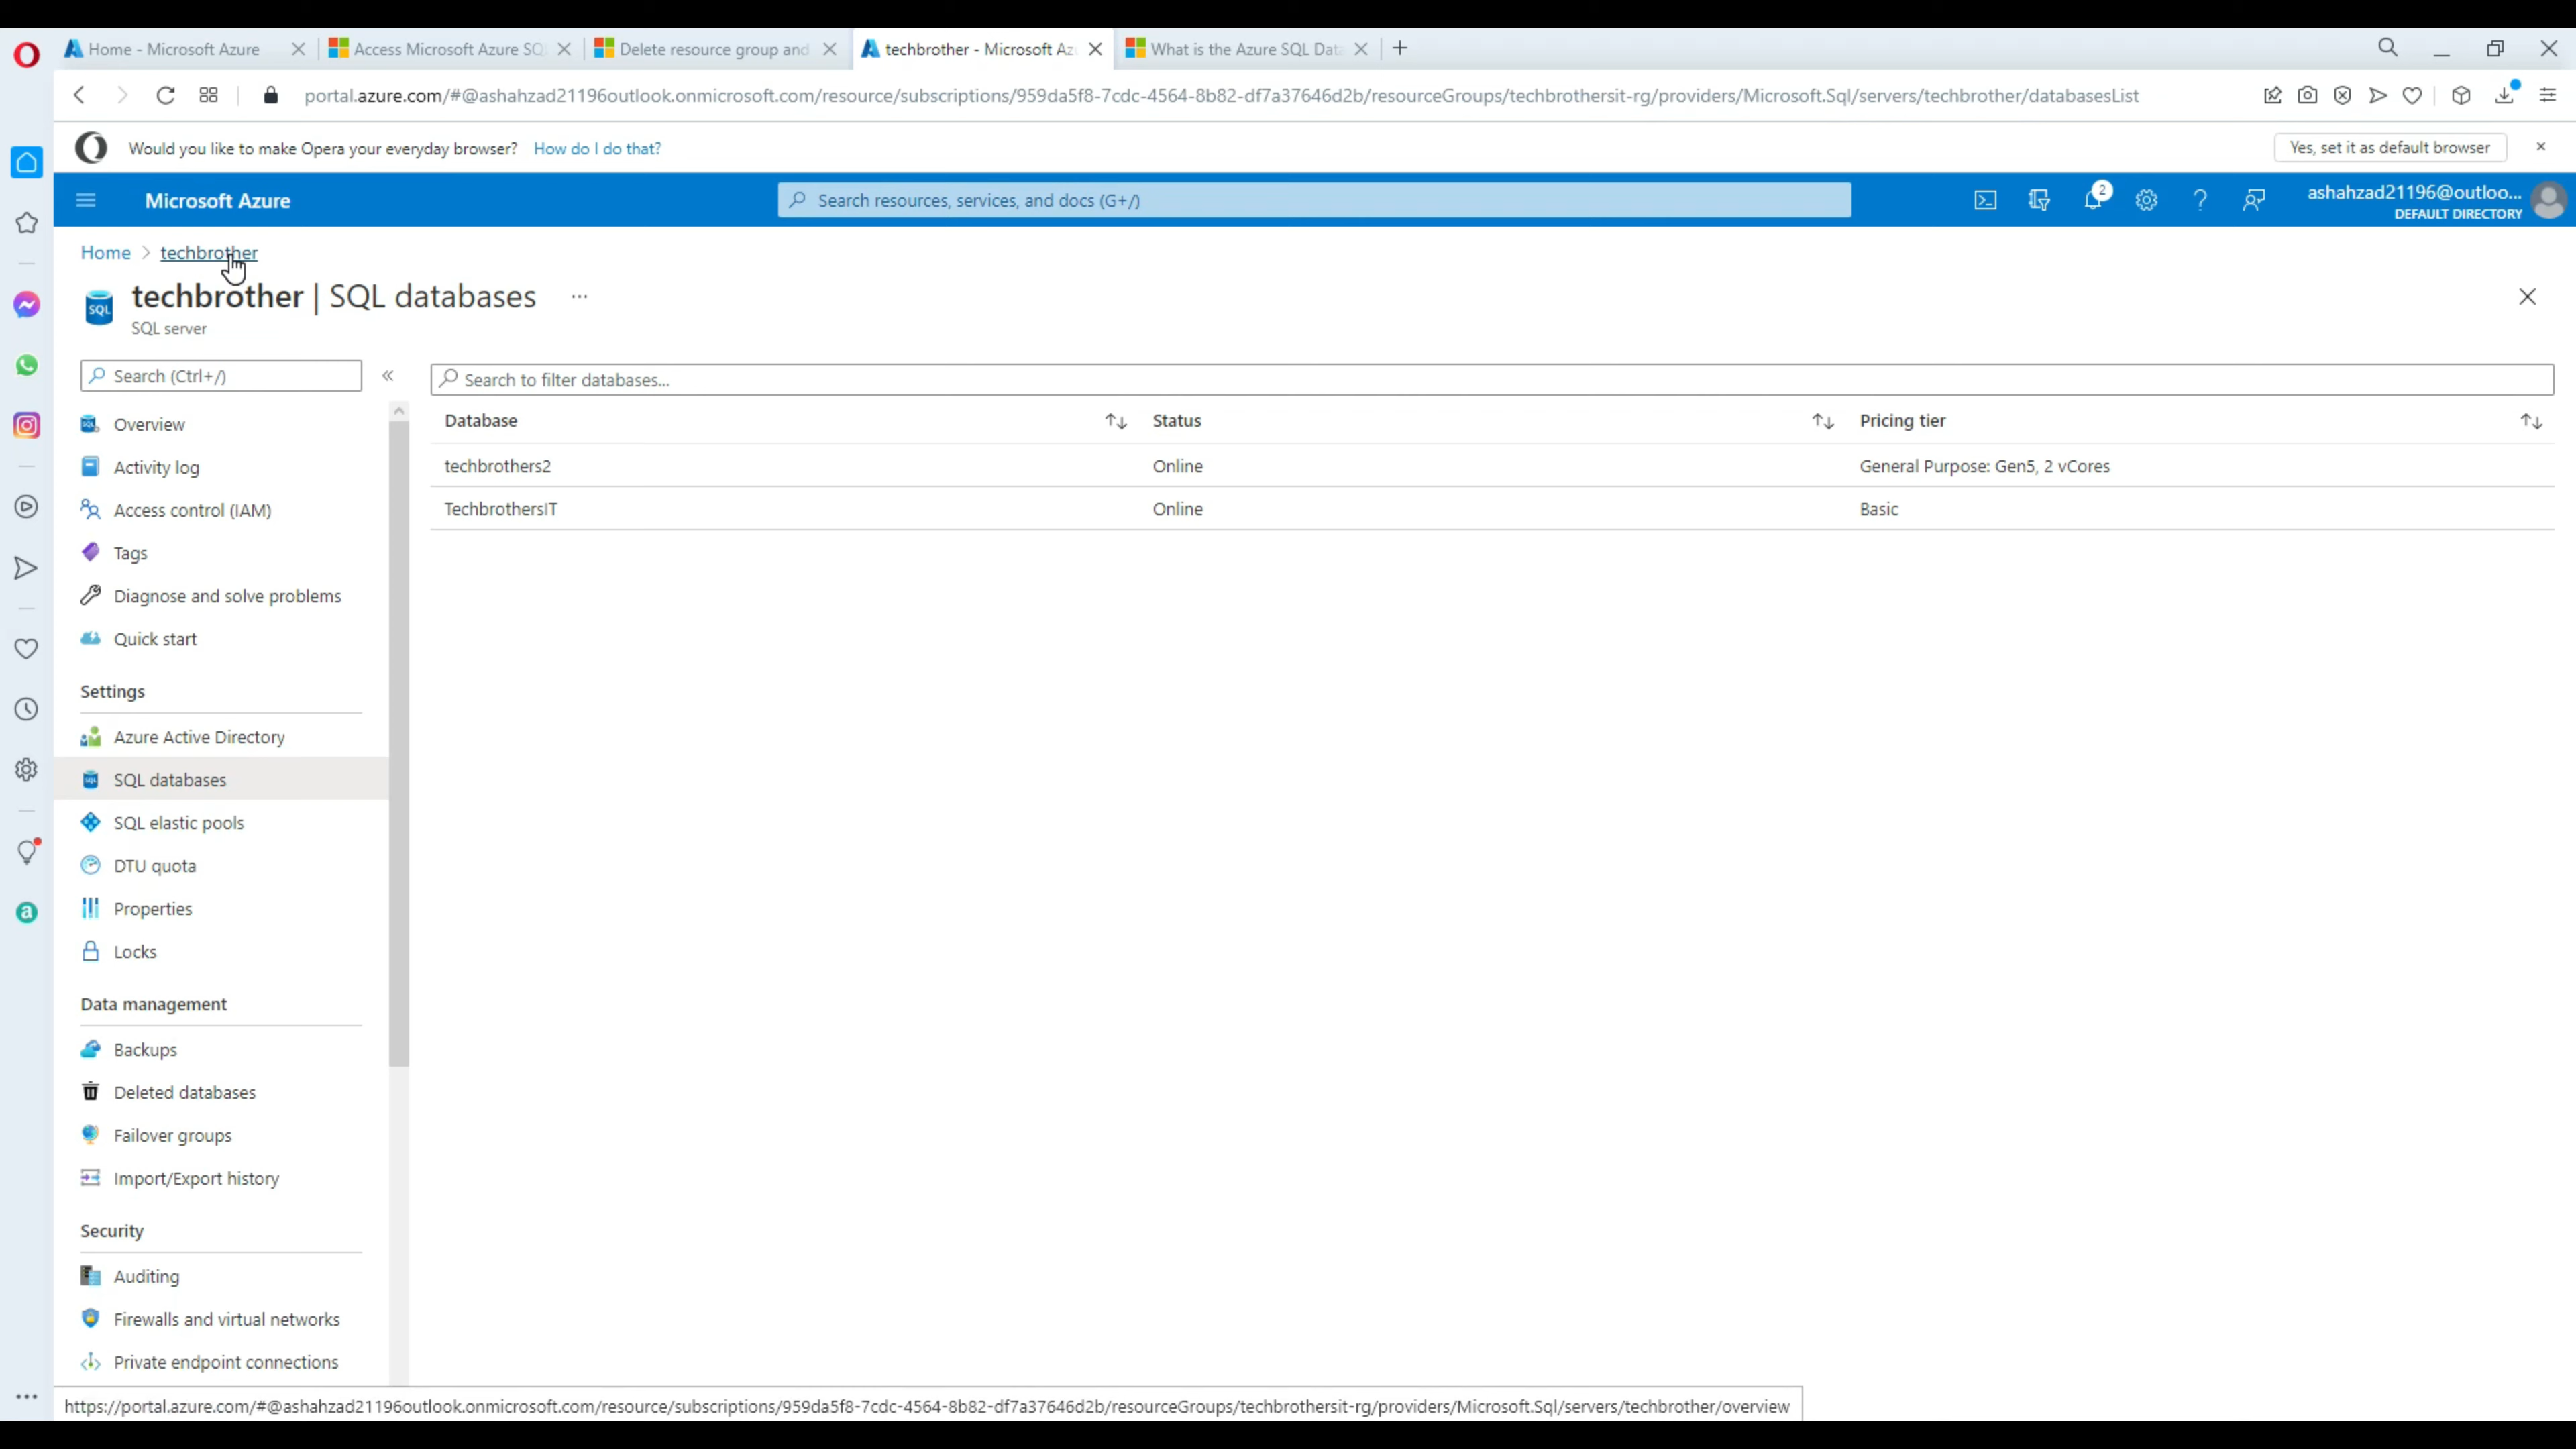 Home - Microsoft Azure
Access Microsoft Azure SQ
Delete resource group and
techbrother - Microsoft Az
What is the Azure SQL Dat
portal.azure.com/#@ashahzad21196outlook.onmicrosoft.com/resource/subscriptions/959da5f8-7cdc-4564-8b82-df7a37646d2b/resourceGroups/techbrothersit-rg/providers/Microsoft.Sql/servers/techbrother/databasesList
Would you like to make Opera your everyday browser? How do I do that?
Yes, set it as default browser
Microsoft Azure
Search resources, services, and docs (G+/)
2
ashahzad21196@outloo...
DEFAULT DIRECTORY
Home > techbrother
techbrother | SQL databases ...
SQL server
Search (Ctrl+/)
«
Overview
Activity log
Access control (IAM)
Tags
Diagnose and solve problems
Quick start
Settings
Azure Active Directory
SQL databases
SQL elastic pools
DTU quota
Properties
Locks
Data management
Backups
Deleted databases
Failover groups
Import/Export history
Security
Auditing
Firewalls and virtual networks
Private endpoint connections
Search to filter databases...
Database Status Pricing tier
techbrothers2 Online General Purpose: Gen5, 2 vCores
TechbrothersIT Online Basic
https://portal.azure.com/#@ashahzad21196outlook.onmicrosoft.com/resource/subscriptions/959da5f8-7cdc-4564-8b82-df7a37646d2b/resourceGroups/techbrothersit-rg/providers/Microsoft.Sql/servers/techbrother/overview